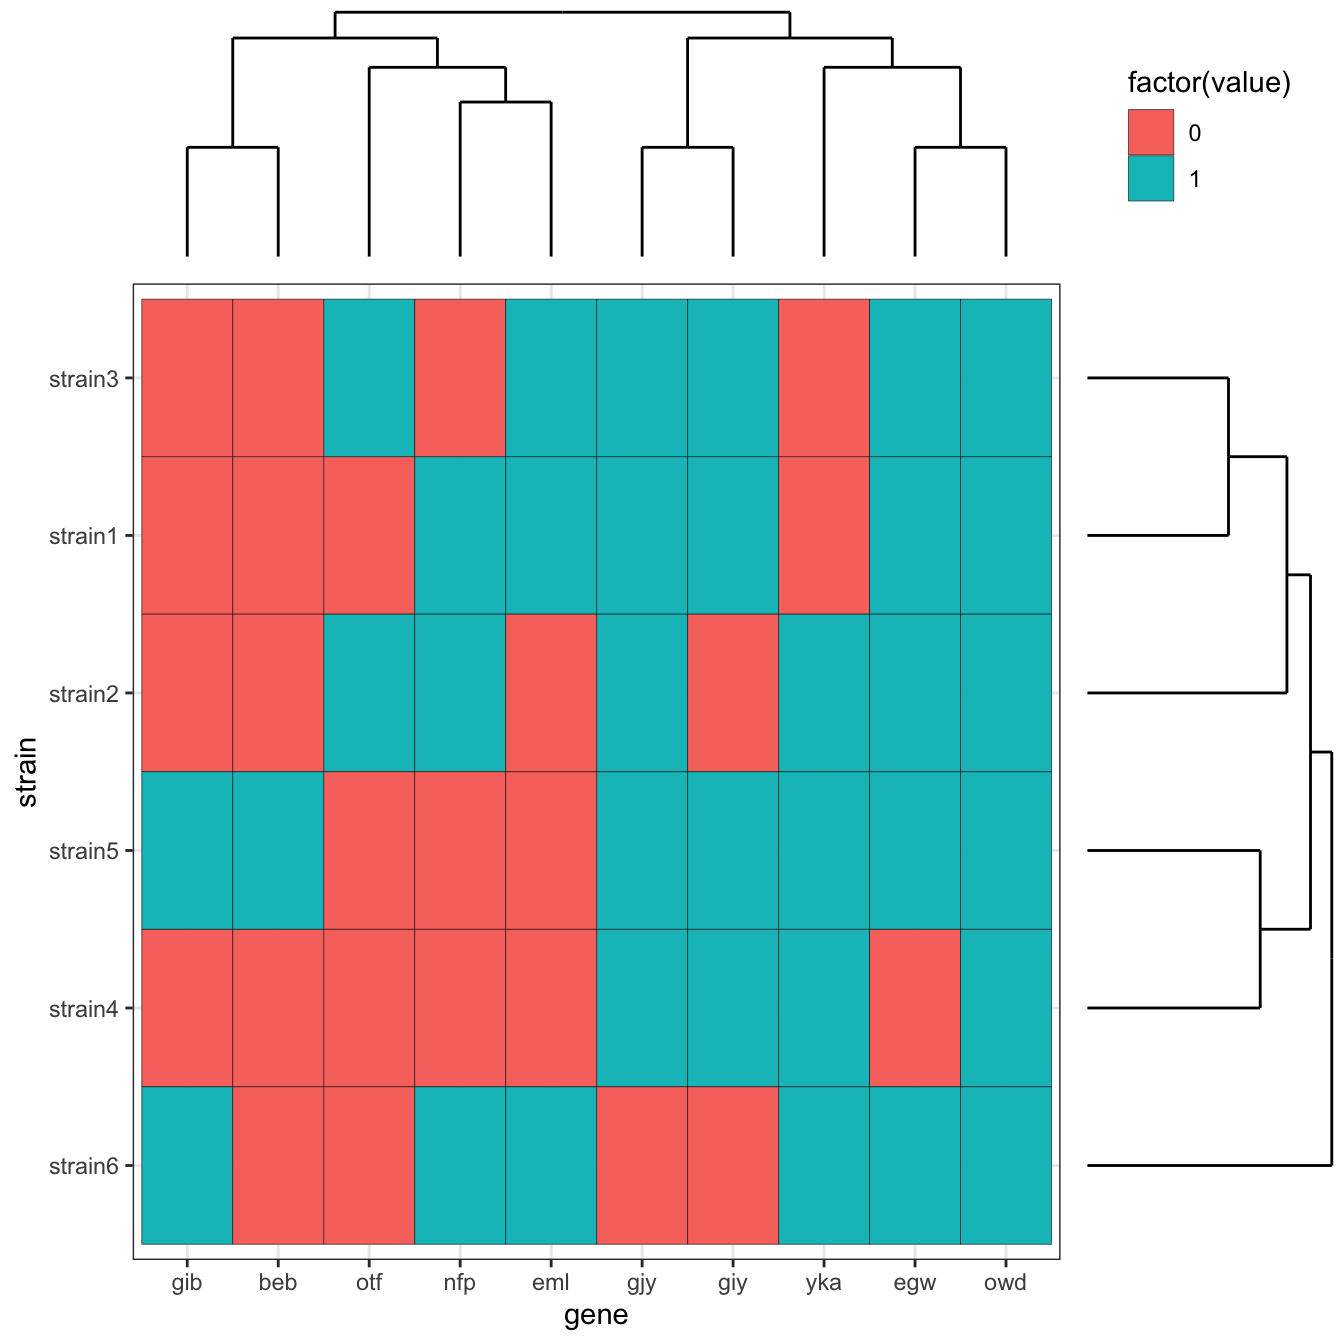 factor(value)
0
1
strain3
strain1
strain2
strain5
strain4
strain6
strain
gib beb otf nfp eml gjy giy yka egw owd
gene